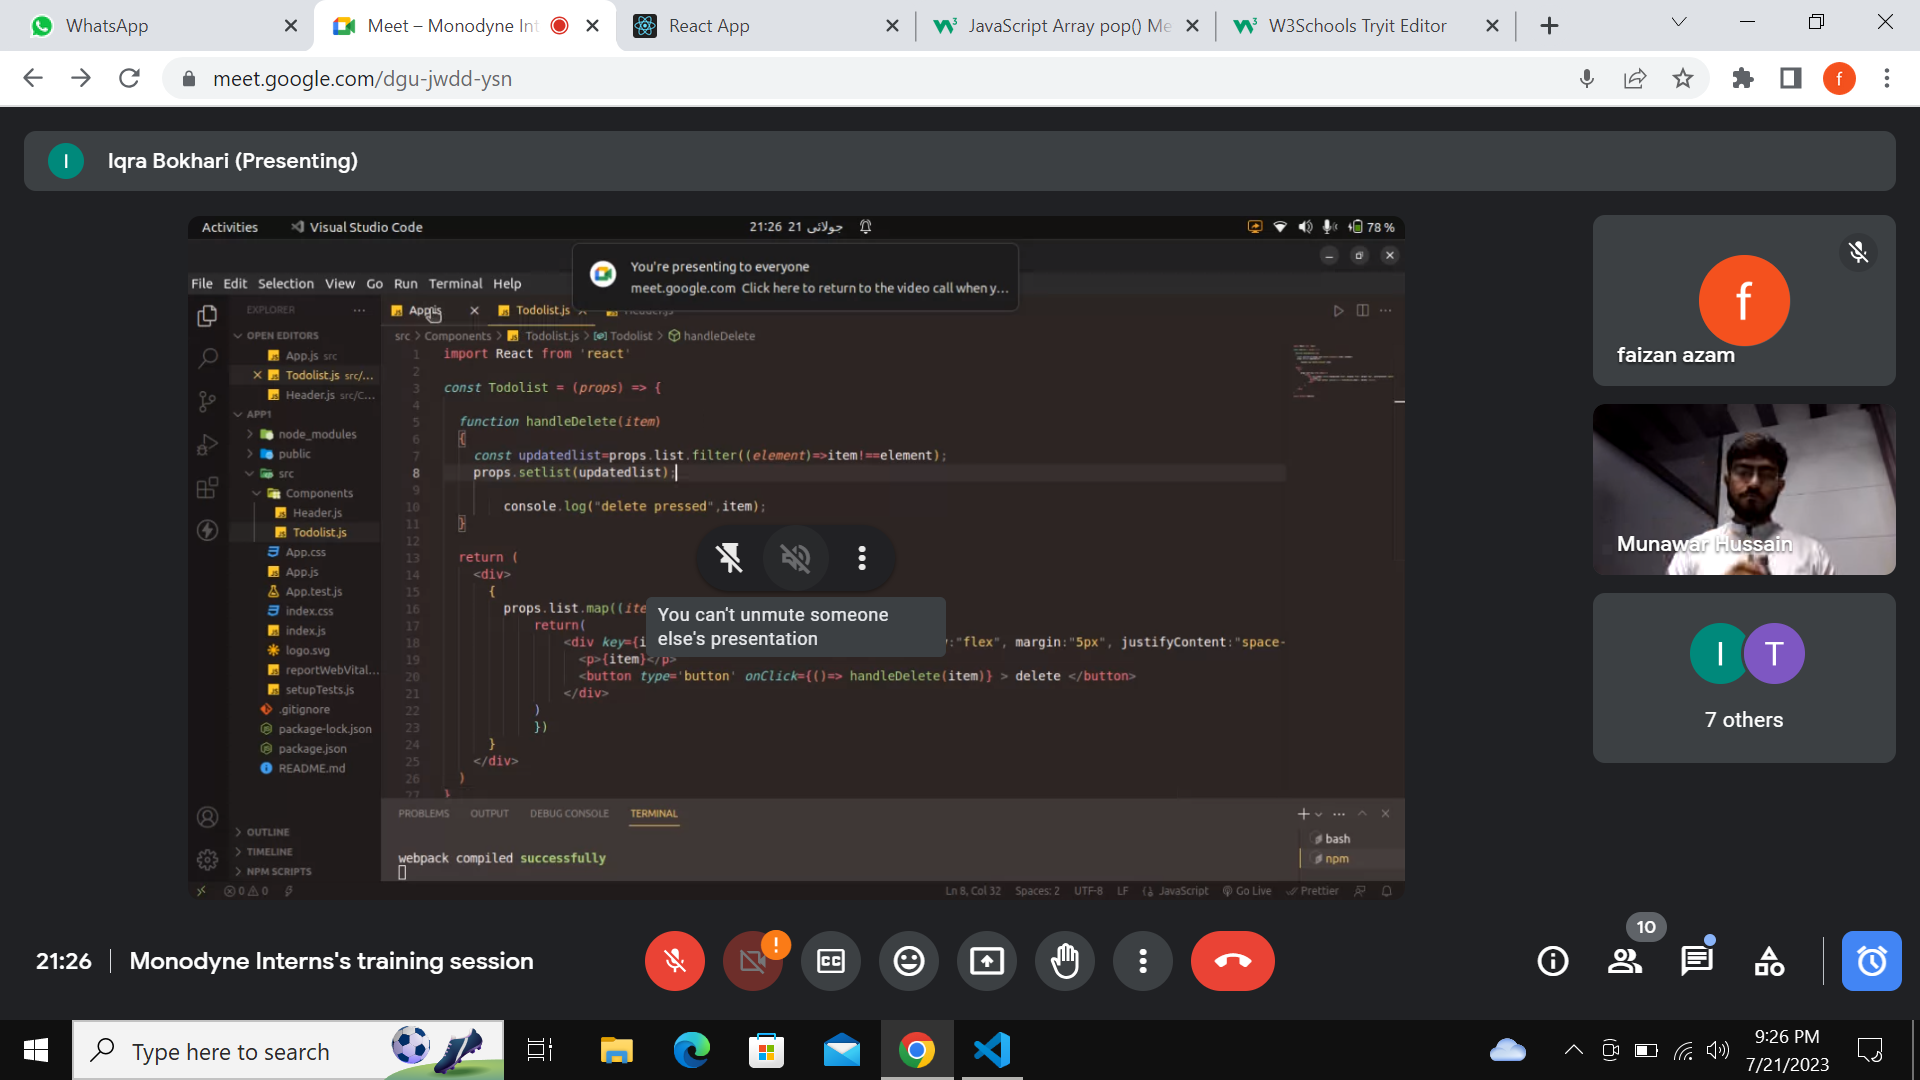 WhatsApp
Meet – Monodyne Int
React App
JavaScript Array pop() Me
W3Schools Tryit Editor
meet.google.com/dgu-jwdd-ysn
f
I
Iqra Bokhari (Presenting)
Activities
Visual Studio Code
21:26 21 جولائی
78 %
You're presenting to everyone
meet.google.com Click here to return to the video call when y...
File Edit Selection View Go Run Terminal Help
EXPLORER
App.js
Todolist.js
Header.js
OPEN EDITORS
App.js src
Todolist.js src/...
Header.js src/C...
APP1
node_modules
public
src
Components
Header.js
Todolist.js
App.css
App.js
App.test.js
index.css
index.js
logo.svg
reportWebVital...
setupTests.js
.gitignore
package-lock.json
package.json
README.md
OUTLINE
TIMELINE
NPM SCRIPTS
src > Components > Todolist.js > Todolist > handleDelete
1 import React from 'react'
2
3 const Todolist = (props) => {
4
5 function handleDelete(item)
6 {
7 const updatedlist=props.list.filter((element)=>item!==element);
8 props.setlist(updatedlist);
9
10 console.log("delete pressed",item);
11 }
12
13 return (
14 <div>
15 {
16 props.list.map((ite
17 return(
18 <div key={i :"flex", margin:"5px", justifyContent:"space-
19 <p>{item}</p>
20 <button type='button' onClick={()=> handleDelete(item)} > delete </button>
21 </div>
22 )
23 })
24 }
25 </div>
26 )
27 }
You can't unmute someone
else's presentation
PROBLEMS OUTPUT DEBUG CONSOLE TERMINAL
webpack compiled successfully
bash
npm
0 0
Ln 8, Col 32 Spaces: 2 UTF-8 LF JavaScript Go Live Prettier
f
faizan azam
Munawar Hussain
I T
7 others
21:26 | Monodyne Interns's training session
!
CC
10
Type here to search
9:26 PM
7/21/2023